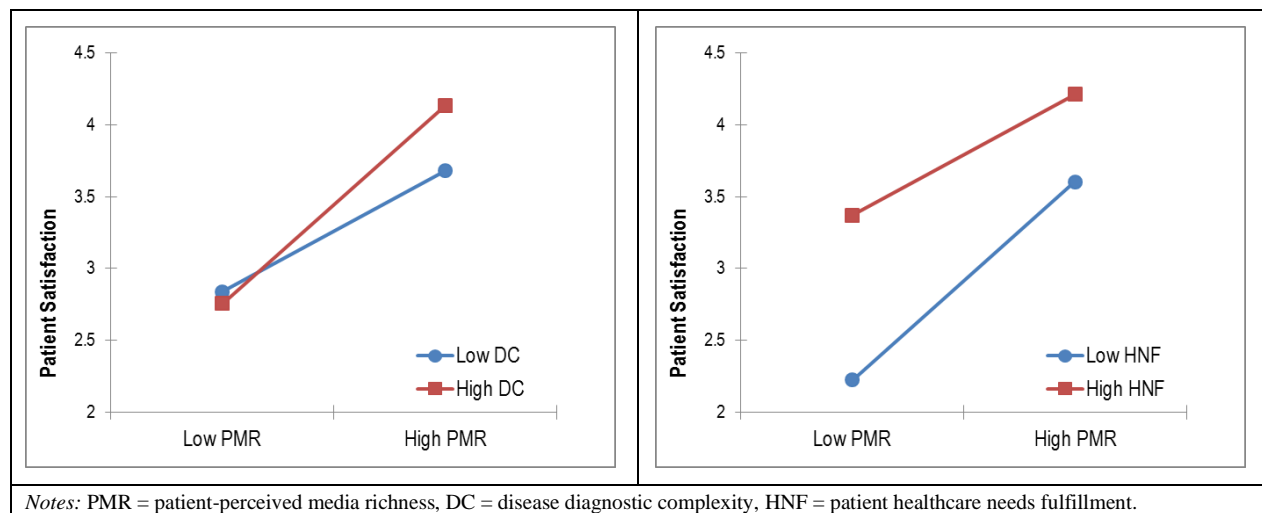 4.5
4
3.5
3
2.5
2
Patient Satisfaction
Low DC
High DC
Low PMR
High PMR
4.5
4
3.5
3
2.5
2
Patient Satisfaction
Low HNF
High HNF
Low PMR
High PMR
Notes: PMR = patient-perceived media richness, DC = disease diagnostic complexity, HNF = patient healthcare needs fulfillment.